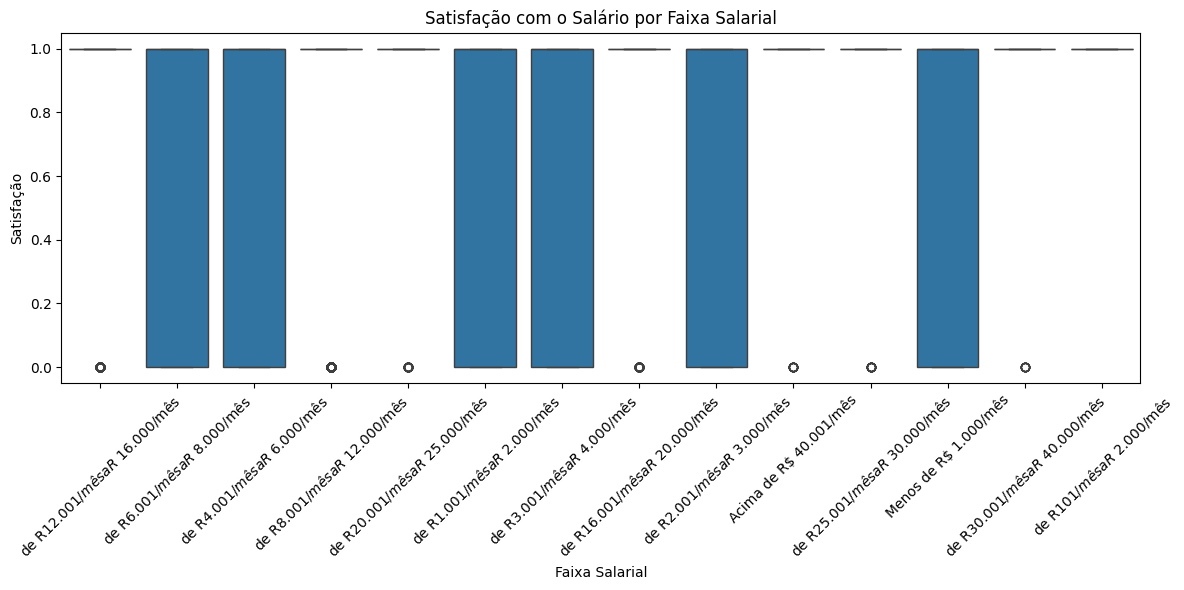 Satisfação com o Salário por Faixa Salarial
Satisfação
1.0
0.8
0.6
0.4
0.2
0.0
de R12.001/mêsaR 16.000/mês
de R6.001/mêsaR 8.000/mês
de R4.001/mêsaR 6.000/mês
de R8.001/mêsaR 12.000/mês
de R20.001/mêsaR 25.000/mês
de R1.001/mêsaR 2.000/mês
de R3.001/mêsaR 4.000/mês
de R16.001/mêsaR 20.000/mês
de R2.001/mêsaR 3.000/mês
Acima de R$ 40.001/mês
de R25.001/mêsaR 30.000/mês
Menos de R$ 1.000/mês
de R30.001/mêsaR 40.000/mês
de R101/mêsaR 2.000/mês
Faixa Salarial